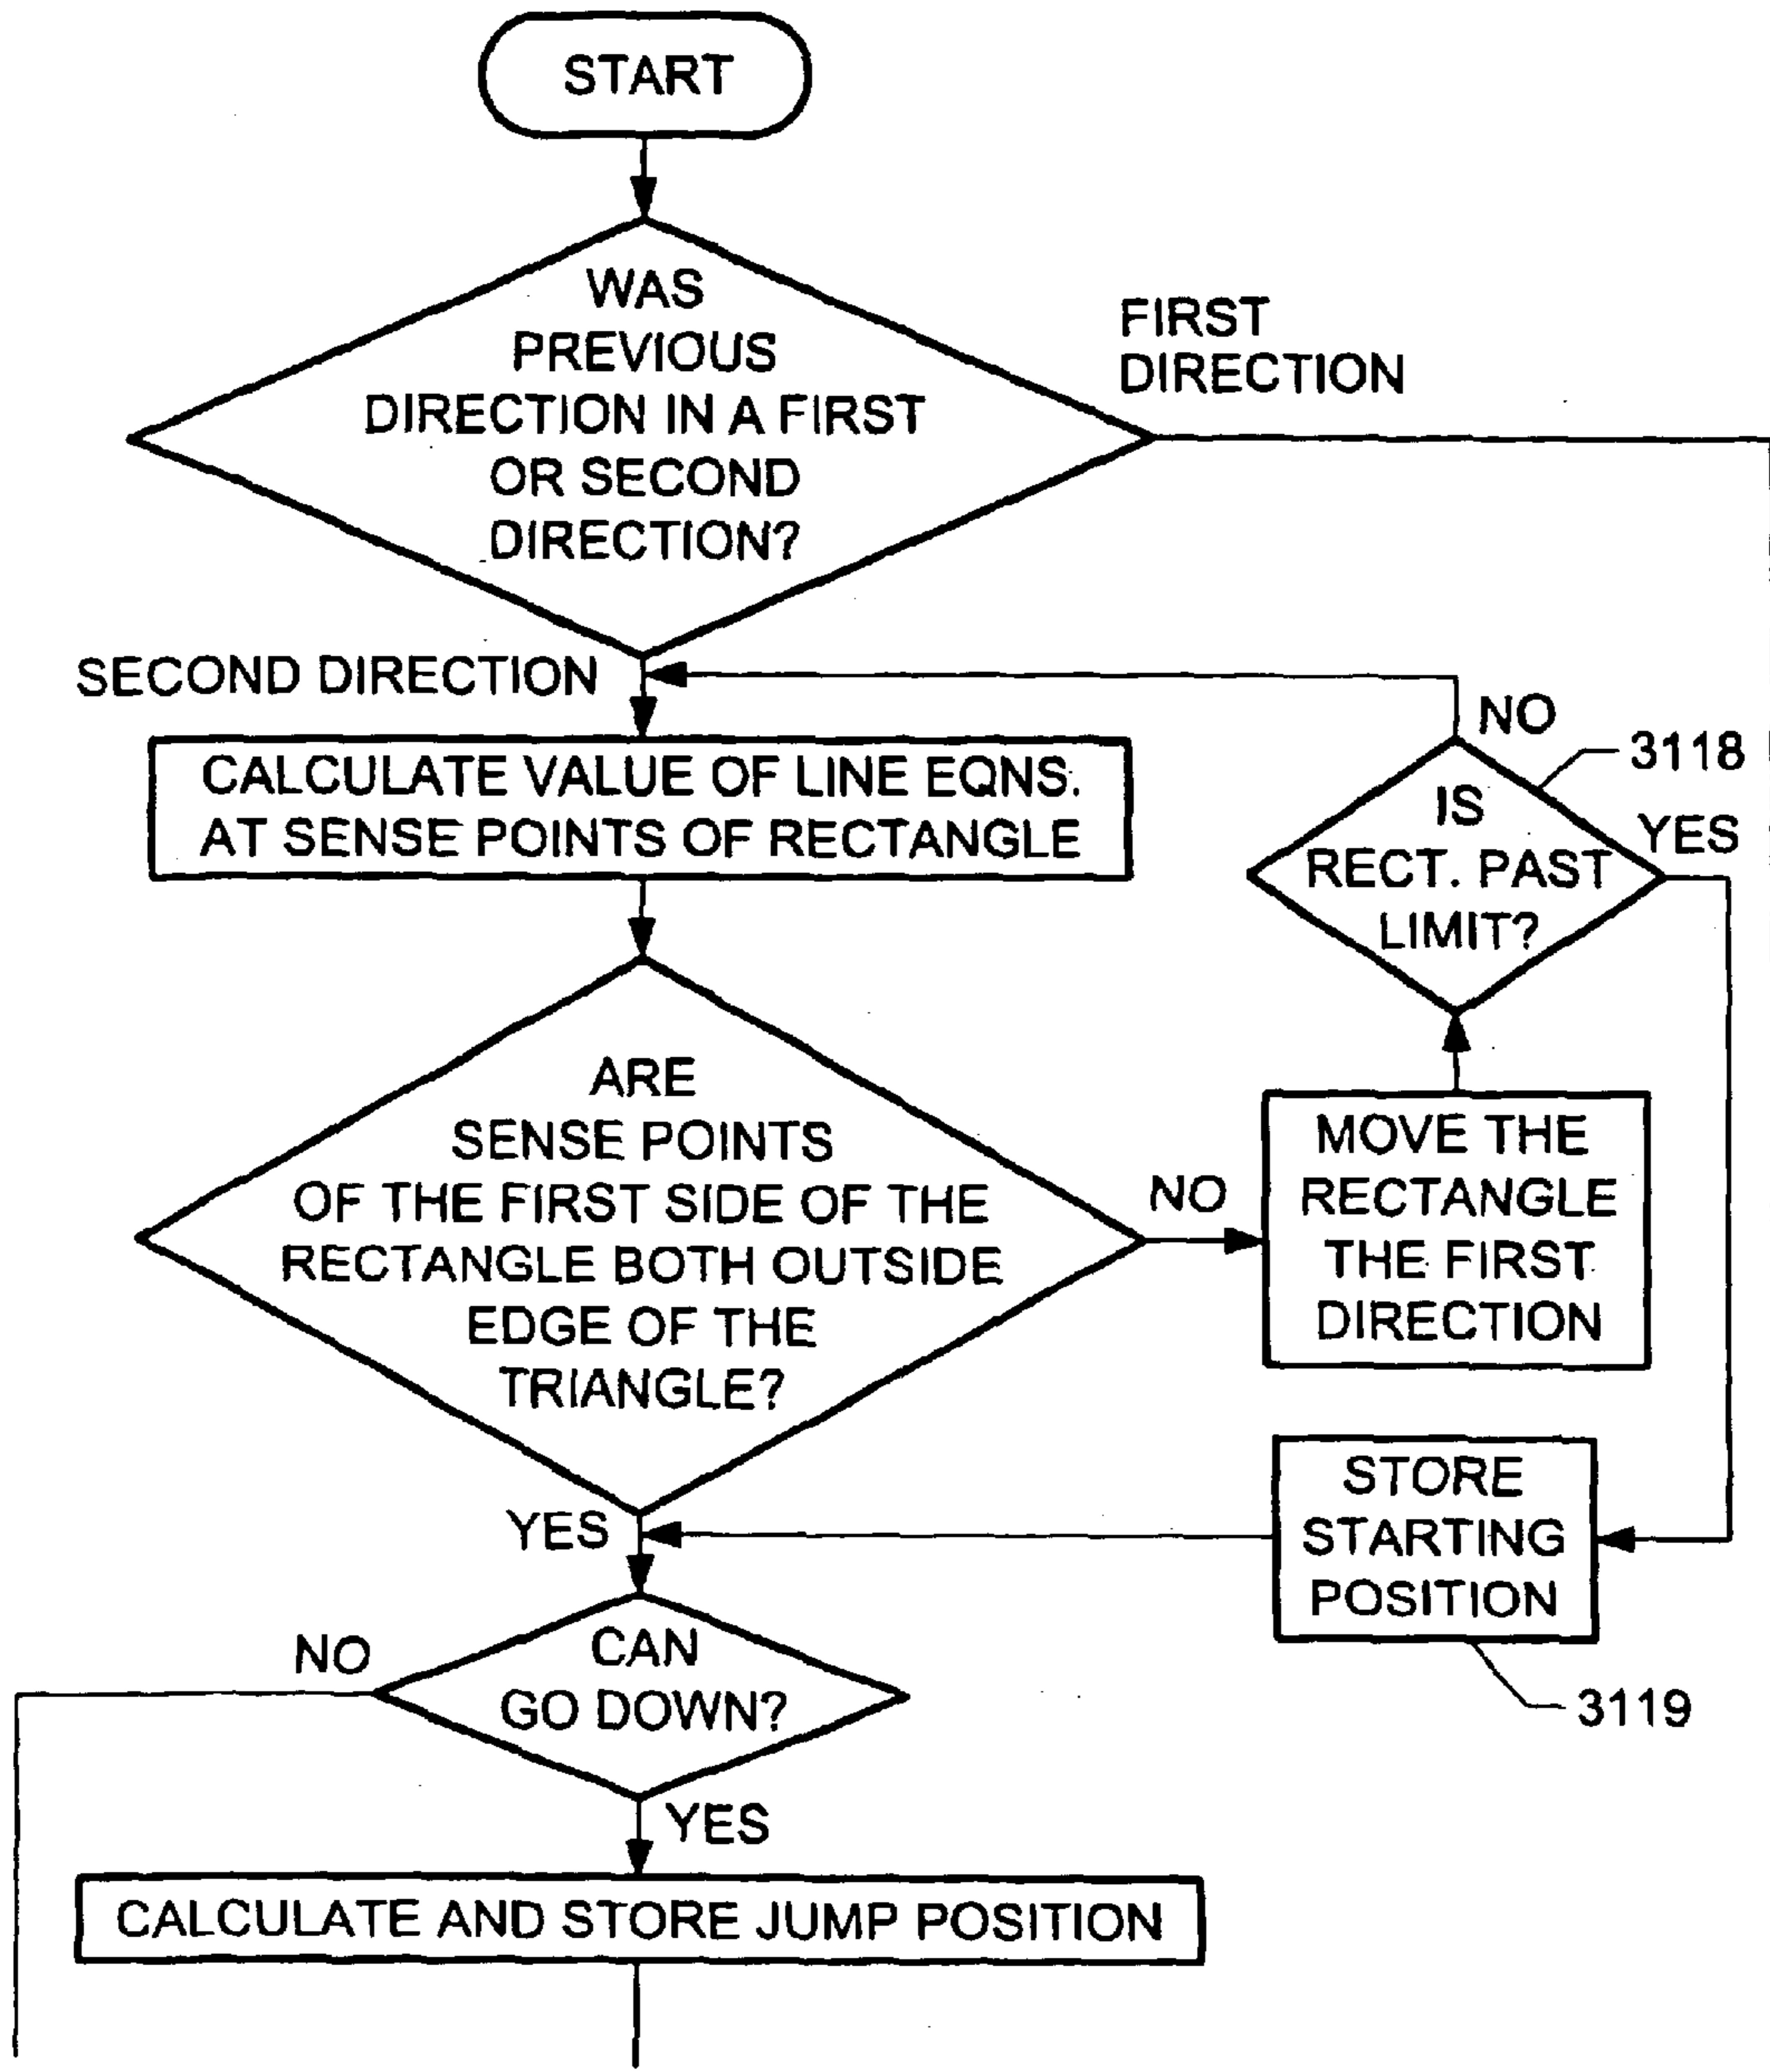 START
WAS
PREVIOUS
DIRECTION IN A FIRST
OR SECOND
DIRECTION?
FIRST
DIRECTION
SECOND DIRECTION
CALCULATE VALUE OF LINE EQNS.
AT SENSE POINTS OF RECTANGLE
NO
3118
IS
RECT. PAST
LIMIT?
YES
ARE
SENSE POINTS
OF THE FIRST SIDE OF THE
RECTANGLE BOTH OUTSIDE
EDGE OF THE
TRIANGLE?
NO
MOVE THE
RECTANGLE
THE FIRST
DIRECTION
YES
STORE
STARTING
POSITION
3119
CAN
GO DOWN?
NO
YES
CALCULATE AND STORE JUMP POSITION